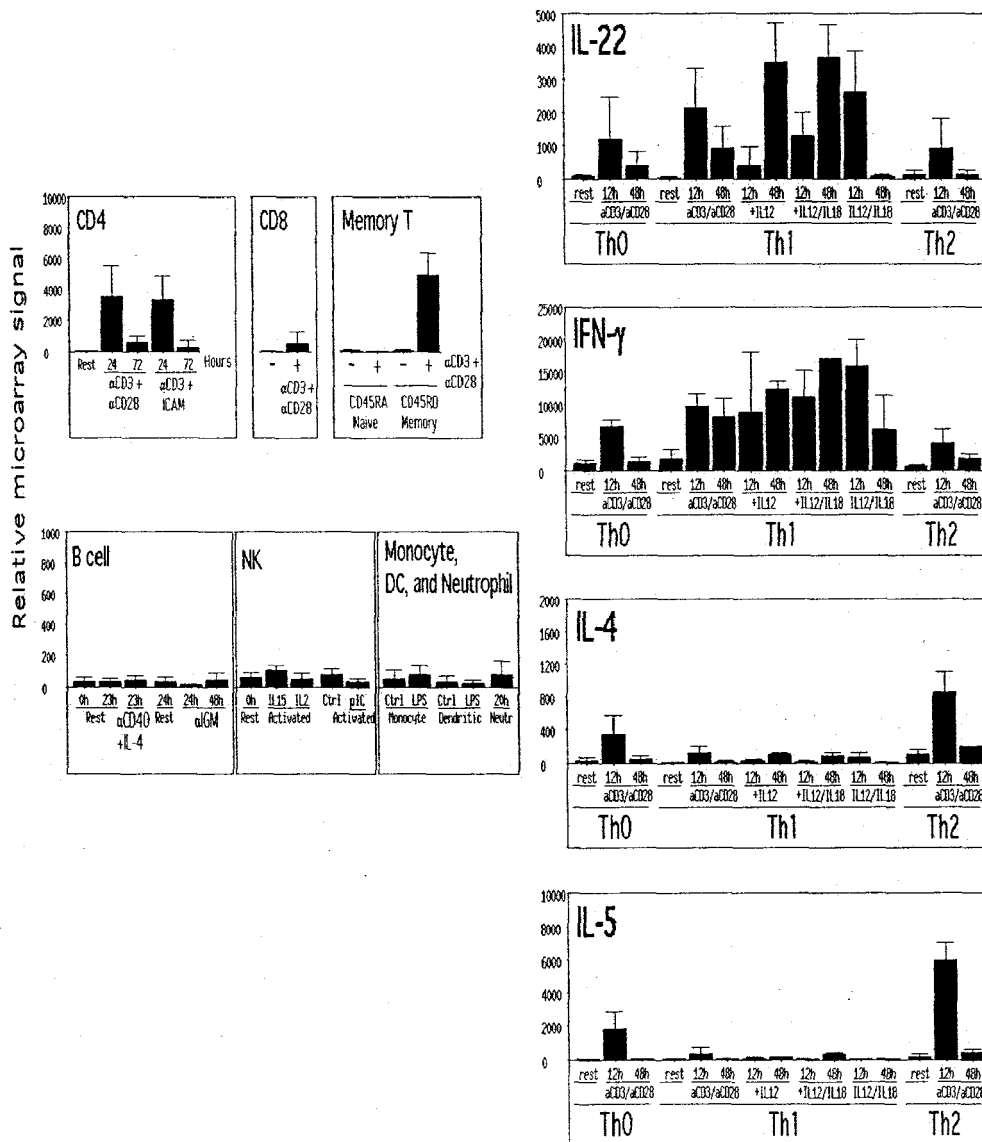 Relative microarray signal
CD4
10000
8000
6000
4000
2000
0
Rest 24 72 24 72 Hours
αCD3 + αCD3 +
αCD28 ICAM
CD8
- +
αCD3 +
αCD28
Memory T
- + - + αCD3 +
αCD28
CD45RA CD45RO
Naive Memory
1000
800
600
400
200
0
B cell
0h 23h 23h 24h 24h 48h
Rest αCD40 Rest αIGM
+IL-4
NK
0h IL15 IL2 Ctrl pIC
Rest Activated Activated
Monocyte,
DC, and Neutrophil
Ctrl LPS Ctrl LPS 20h
Monocyte Dendritic Neutr
IL-22
5000
4000
3000
2000
1000
0
rest 12h 48h rest 12h 48h 12h 48h 12h 48h 12h 48h rest 12h 48h
aCD3/aCD28 aCD3/aCD28 +IL12 +IL12/IL18 IL12/IL18 aCD3/aCD28
Th0 Th1 Th2
IFN-γ
25000
20000
15000
10000
5000
0
rest 12h 48h rest 12h 48h 12h 48h 12h 48h 12h 48h rest 12h 48h
aCD3/aCD28 aCD3/aCD28 +IL12 +IL12/IL18 IL12/IL18 aCD3/aCD28
Th0 Th1 Th2
IL-4
2000
1600
1200
800
400
0
rest 12h 48h rest 12h 48h 12h 48h 12h 48h 12h 48h rest 12h 48h
aCD3/aCD28 aCD3/aCD28 +IL12 +IL12/IL18 IL12/IL18 aCD3/aCD28
Th0 Th1 Th2
IL-5
10000
8000
6000
4000
2000
0
rest 12h 48h rest 12h 48h 12h 48h 12h 48h 12h 48h rest 12h 48h
aCD3/aCD28 aCD3/aCD28 +IL12 +IL12/IL18 IL12/IL18 aCD3/aCD28
Th0 Th1 Th2